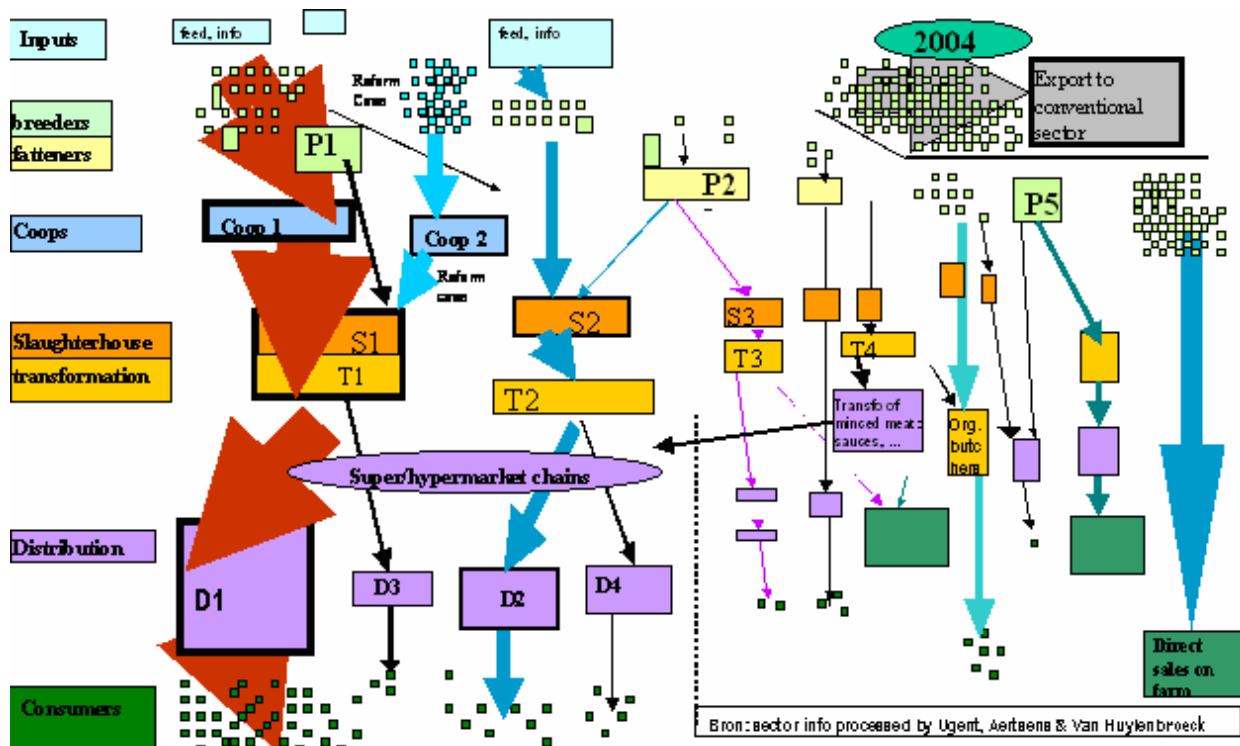 Inputs
feed, info
feed, info
2004
Reform
Export to
conventional
sector
breeders
fatteners
P1
P2
P5
Coops
Coop 1
Coop 2
Reform
Slaughterhouse
transformation
S1
T1
S2
T2
S3
T3
T4
Transfo of
minced meat:
sauces, ...
Org.
butc
hers
Super/hypermarket chains
Distribution
D1
D3
D2
D4
Direct
sales on
farm
Consumers
sector info processed by Ugent, Aertsens & Van Huylenbroeck